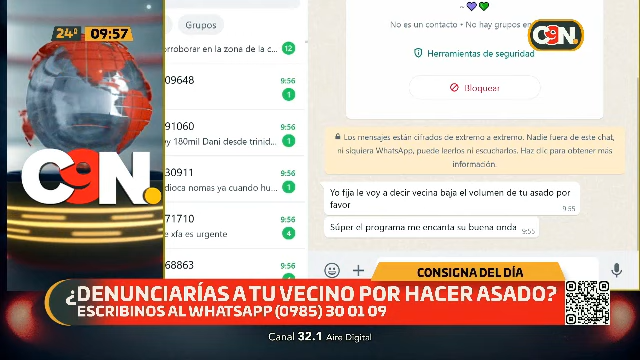 24º 09:57
C9N.
Grupos
orroborar en la zona de la c... 12
09648 9:56
1
91060 9:56
oy 180mil Dani desde trinid... 1
30911 9:56
dioca nomas ya cuando hu... 1
71710 9:56
e xfa es urgente 4
68863 9:56
~
No es un contacto • No hay grupos en
C9N.
Herramientas de seguridad
Bloquear
Los mensajes están cifrados de extremo a extremo. Nadie fuera de este chat,
ni siquiera WhatsApp, puede leerlos ni escucharlos. Haz clic para obtener más
información.
Yo fija le voy a decir vecina baja el volumen de tu asado por
favor 9:55
Súper el programa me encanta su buena onda 9:55
CONSIGNA DEL DÍA
¿DENUNCIARÍAS A TU VECINO POR HACER ASADO?
ESCRIBINOS AL WHATSAPP (0985) 30 01 09
Canal 32.1 Aire Digital